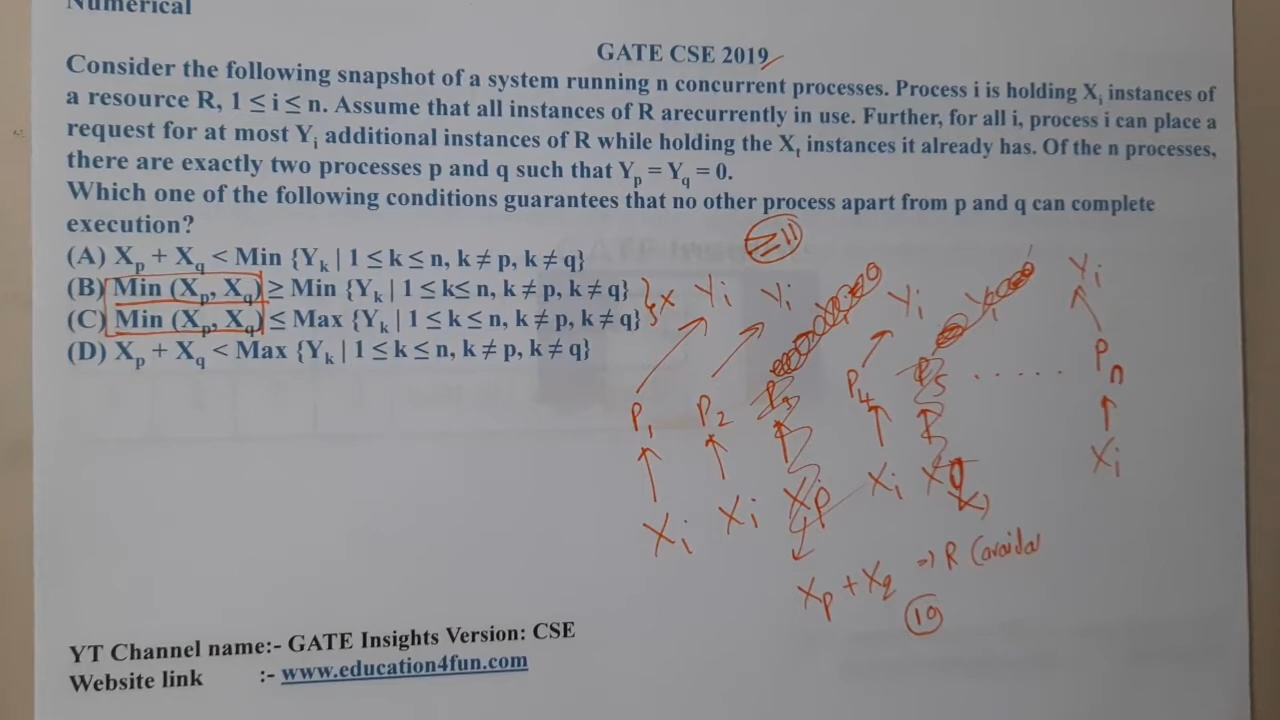 Numerical
GATE CSE 2019
Consider the following snapshot of a system running n concurrent processes. Process i is holding Xi instances of
a resource R, 1 ≤ i ≤ n. Assume that all instances of R arecurrently in use. Further, for all i, process i can place a
request for at most Yi additional instances of R while holding the Xi instances it already has. Of the n processes,
there are exactly two processes p and q such that Yp = Yq = 0.
Which one of the following conditions guarantees that no other process apart from p and q can complete
execution?
(A) Xp + Xq < Min {Yk | 1 ≤ k ≤ n, k ≠ p, k ≠ q}
(B) Min (Xp, Xq) ≥ Min {Yk | 1 ≤ k≤ n, k ≠ p, k ≠ q}
(C) Min (Xp, Xq) ≤ Max {Yk | 1 ≤ k ≤ n, k ≠ p, k ≠ q}
(D) Xp + Xq < Max {Yk | 1 ≤ k ≤ n, k ≠ p, k ≠ q}
≥11
}x Yi Yi Yi Yi Yi
P1 P2 P3 P4 P5 ...... Pn
Xi Xi Xp Xi Xq Xi
Xp + Xq => R
10
YT Channel name:- GATE Insights Version: CSE
Website link :- www.education4fun.com